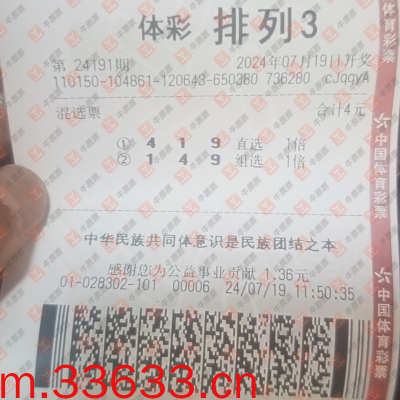 体彩 排列3
第 24191期 2024年07月19日开奖
110150-104861-120643-650380 736280 cJqqyA
混选票 合计4元
① 4 1 9 直选 1倍
② 1 4 9 组选 1倍
中华民族共同体意识是民族团结之本
感谢您为公益事业贡献 1.36元
01-028302-101 00006 24/07/19 11:50:35
m.33633.cn
体育彩票
中国体育彩票
中国体育彩票